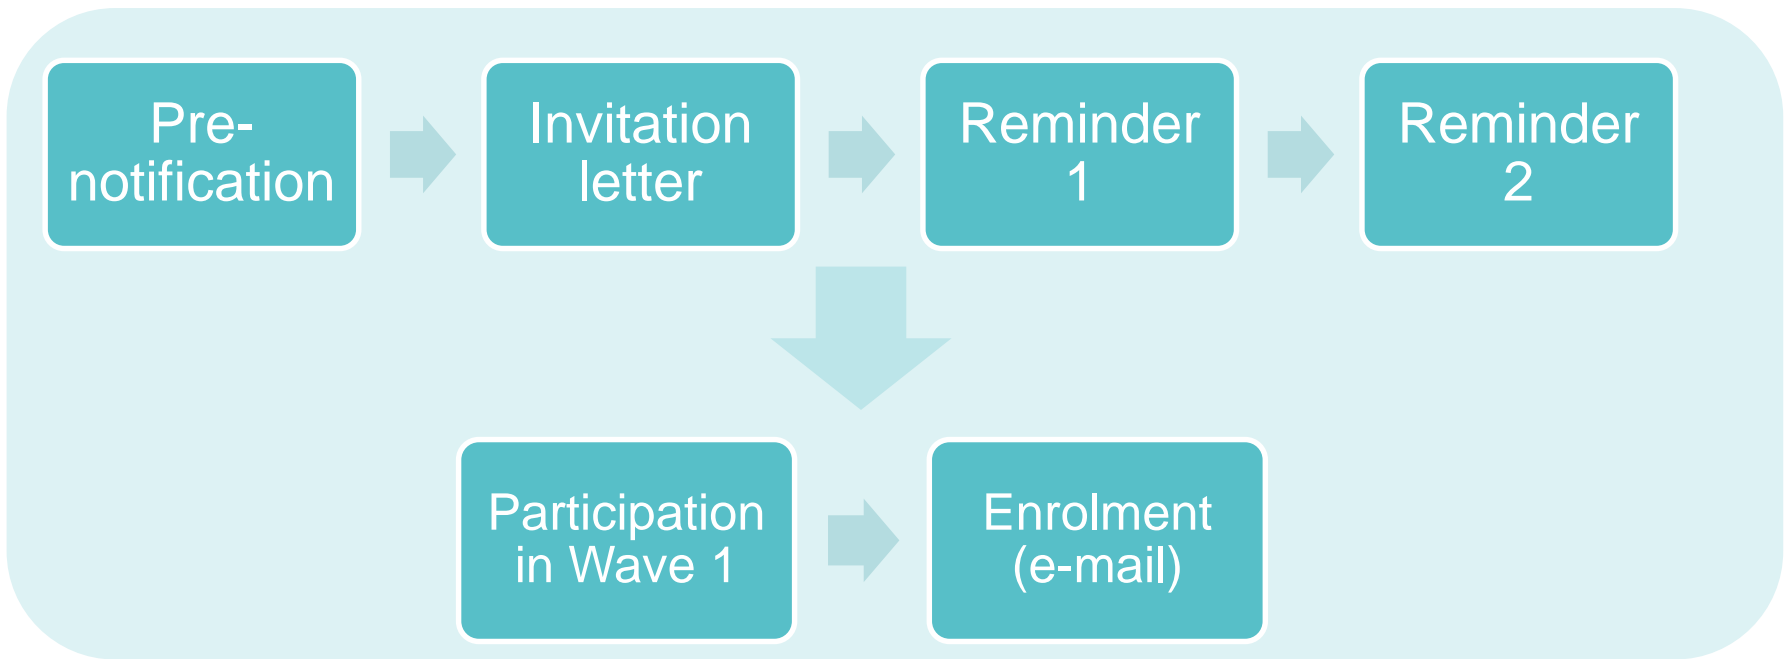 Pre-
notification
Invitation
letter
Reminder
1
Reminder
2
Participation
in Wave 1
Enrolment
(e-mail)